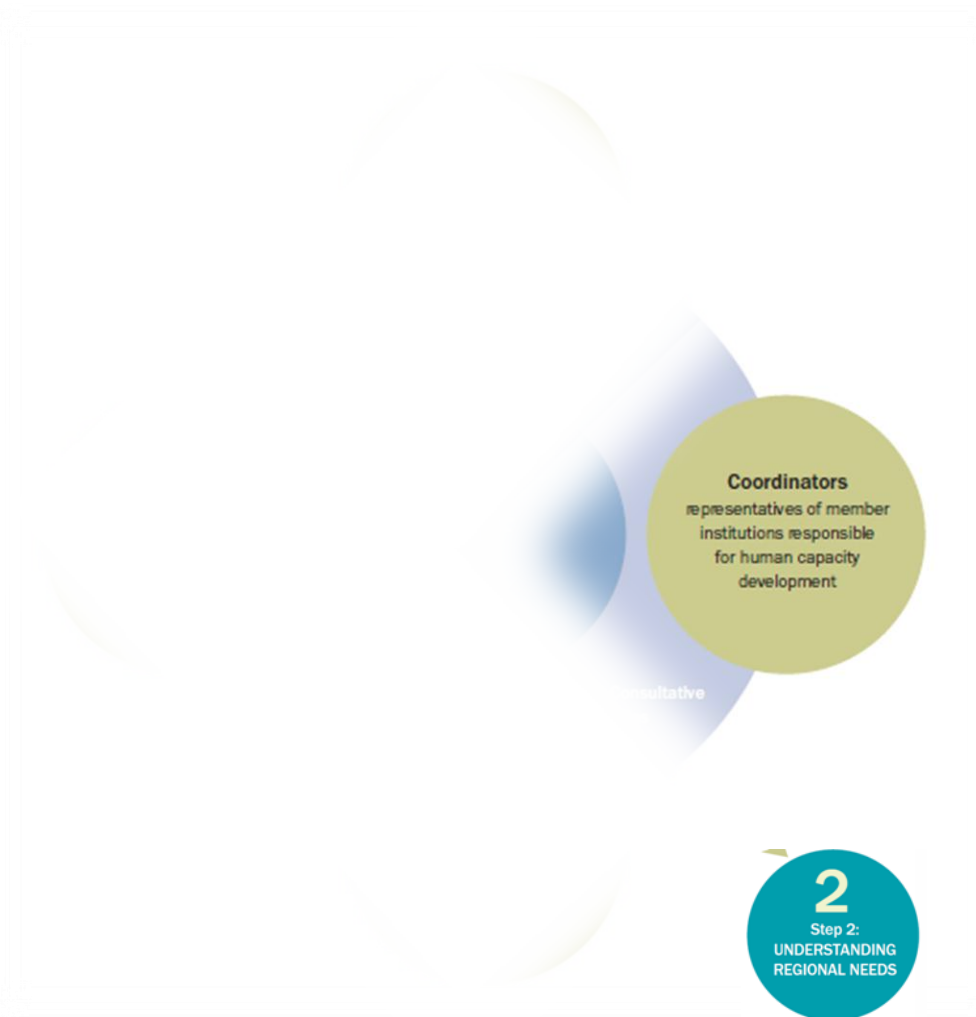 Coordinators
representatives of member
institutions responsible
for human capacity
development
2
Step 2:
UNDERSTANDING
REGIONAL NEEDS